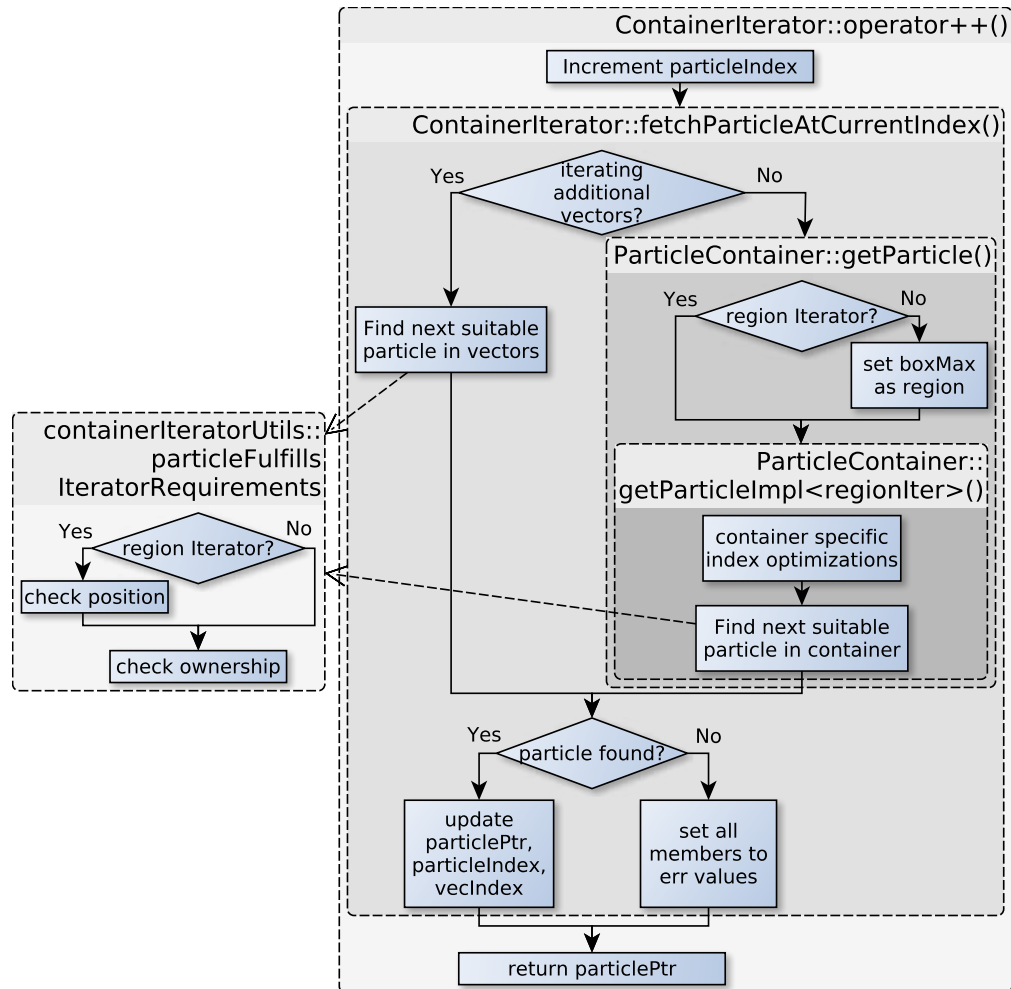 ContainerIterator::operator++()
Increment particleIndex
ContainerIterator::fetchParticleAtCurrentIndex()
Yes
iterating
additional
vectors?
No
ParticleContainer::getParticle()
Yes
region Iterator?
No
Find next suitable
particle in vectors
set boxMax
as region
containerIteratorUtils::
particleFulfills
IteratorRequirements
Yes
region Iterator?
No
check position
check ownership
ParticleContainer::
getParticleImpl<regionIter>()
container specific
index optimizations
Find next suitable
particle in container
Yes
particle found?
No
update
particlePtr,
particleIndex,
vecIndex
set all
members to
err values
return particlePtr